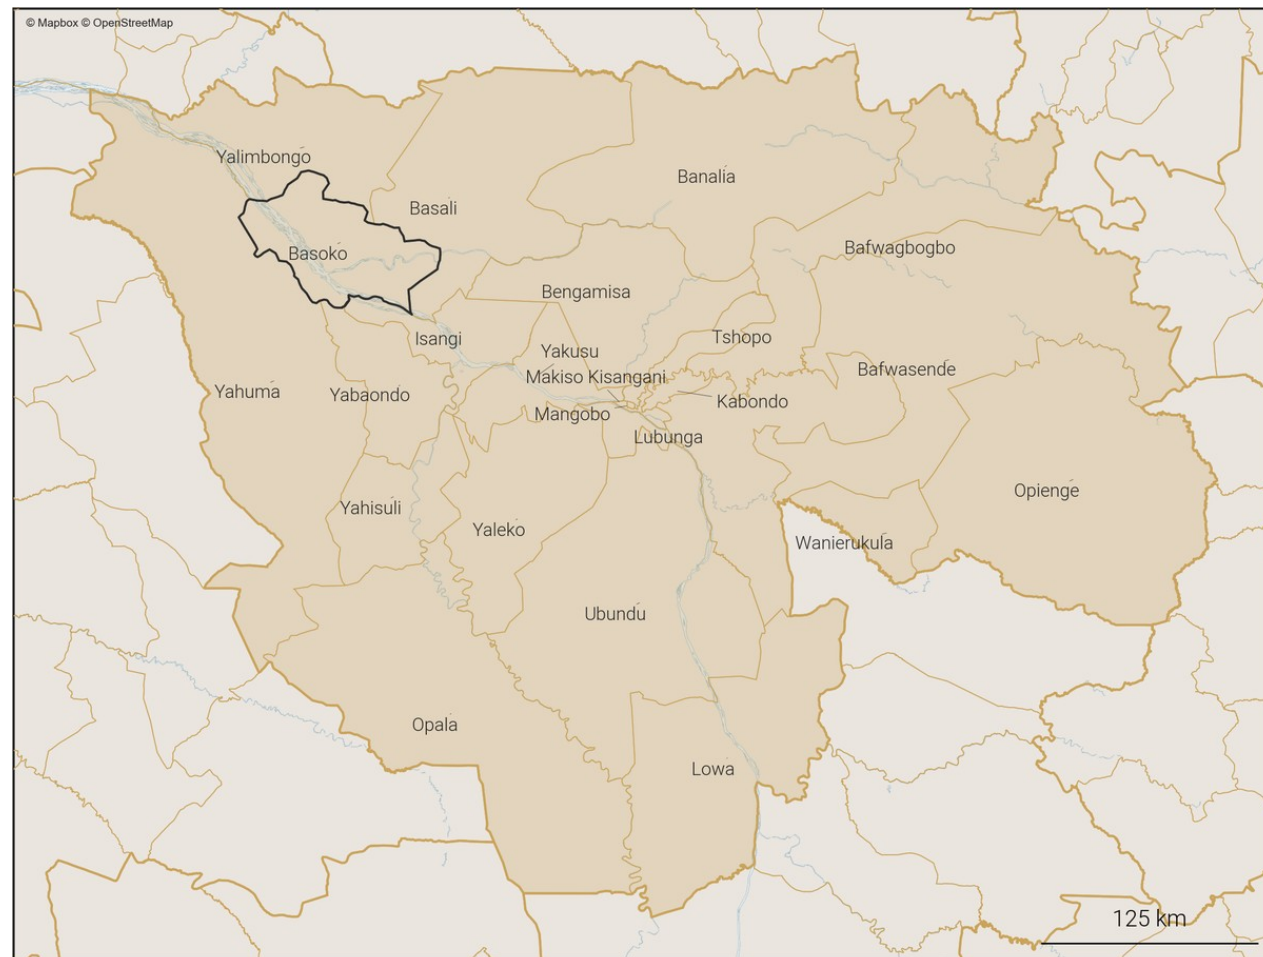 © Mapbox © OpenStreetMap
Yalimbongo
Banalia
Basali
Bafwagbogbo
Basoko
Bengamisa
Isangi
Tshopo
Yakusu
Bafwasende
Makiso Kisangani
Yahuma
Yabaondo
Kabondo
Mangobo
Lubunga
Opienge
Yahisuli
Yaleko
Wanierukula
Ubundu
Opala
Lowa
125 km